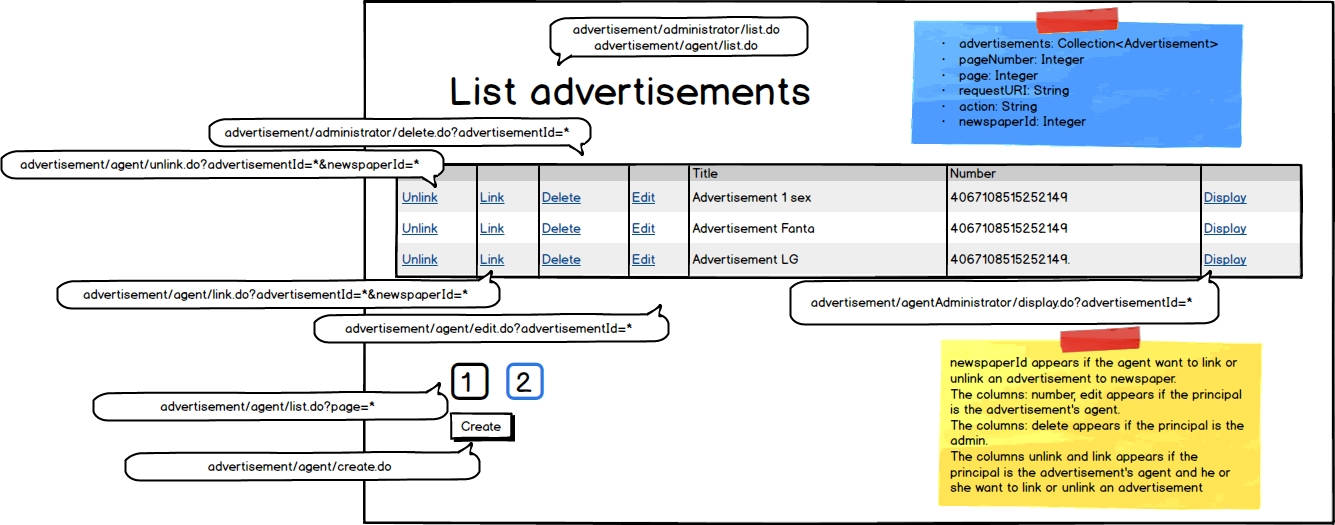 advertisement/administrator/list.do
advertisement/agent/list.do
· advertisements: Collection<Advertisement>
· pageNumber: Integer
· page: Integer
· requestURI: String
· action: String
· newspaperId: Integer
List advertisements
advertisement/administrator/delete.do?advertisementId=*
advertisement/agent/unlink.do?advertisementId=*&newspaperId=*
Title Number
Unlink Link Delete Edit Advertisement 1 sex 4067108515252149 Display
Unlink Link Delete Edit Advertisement Fanta 4067108515252149 Display
Unlink Link Delete Edit Advertisement LG 4067108515252149. Display
advertisement/agent/link.do?advertisementId=*&newspaperId=*
advertisement/agentAdministrator/display.do?advertisementId=*
advertisement/agent/edit.do?advertisementId=*
1 2
advertisement/agent/list.do?page=*
Create
advertisement/agent/create.do
newspaperId appears if the agent want to link or
unlink an advertisement to newspaper.
The columns: number, edit appears if the principal
is the advertisement's agent.
The columns: delete appears if the principal is the
admin.
The columns unlink and link appears if the
principal is the advertisement's agent and he or
she want to link or unlink an advertisement